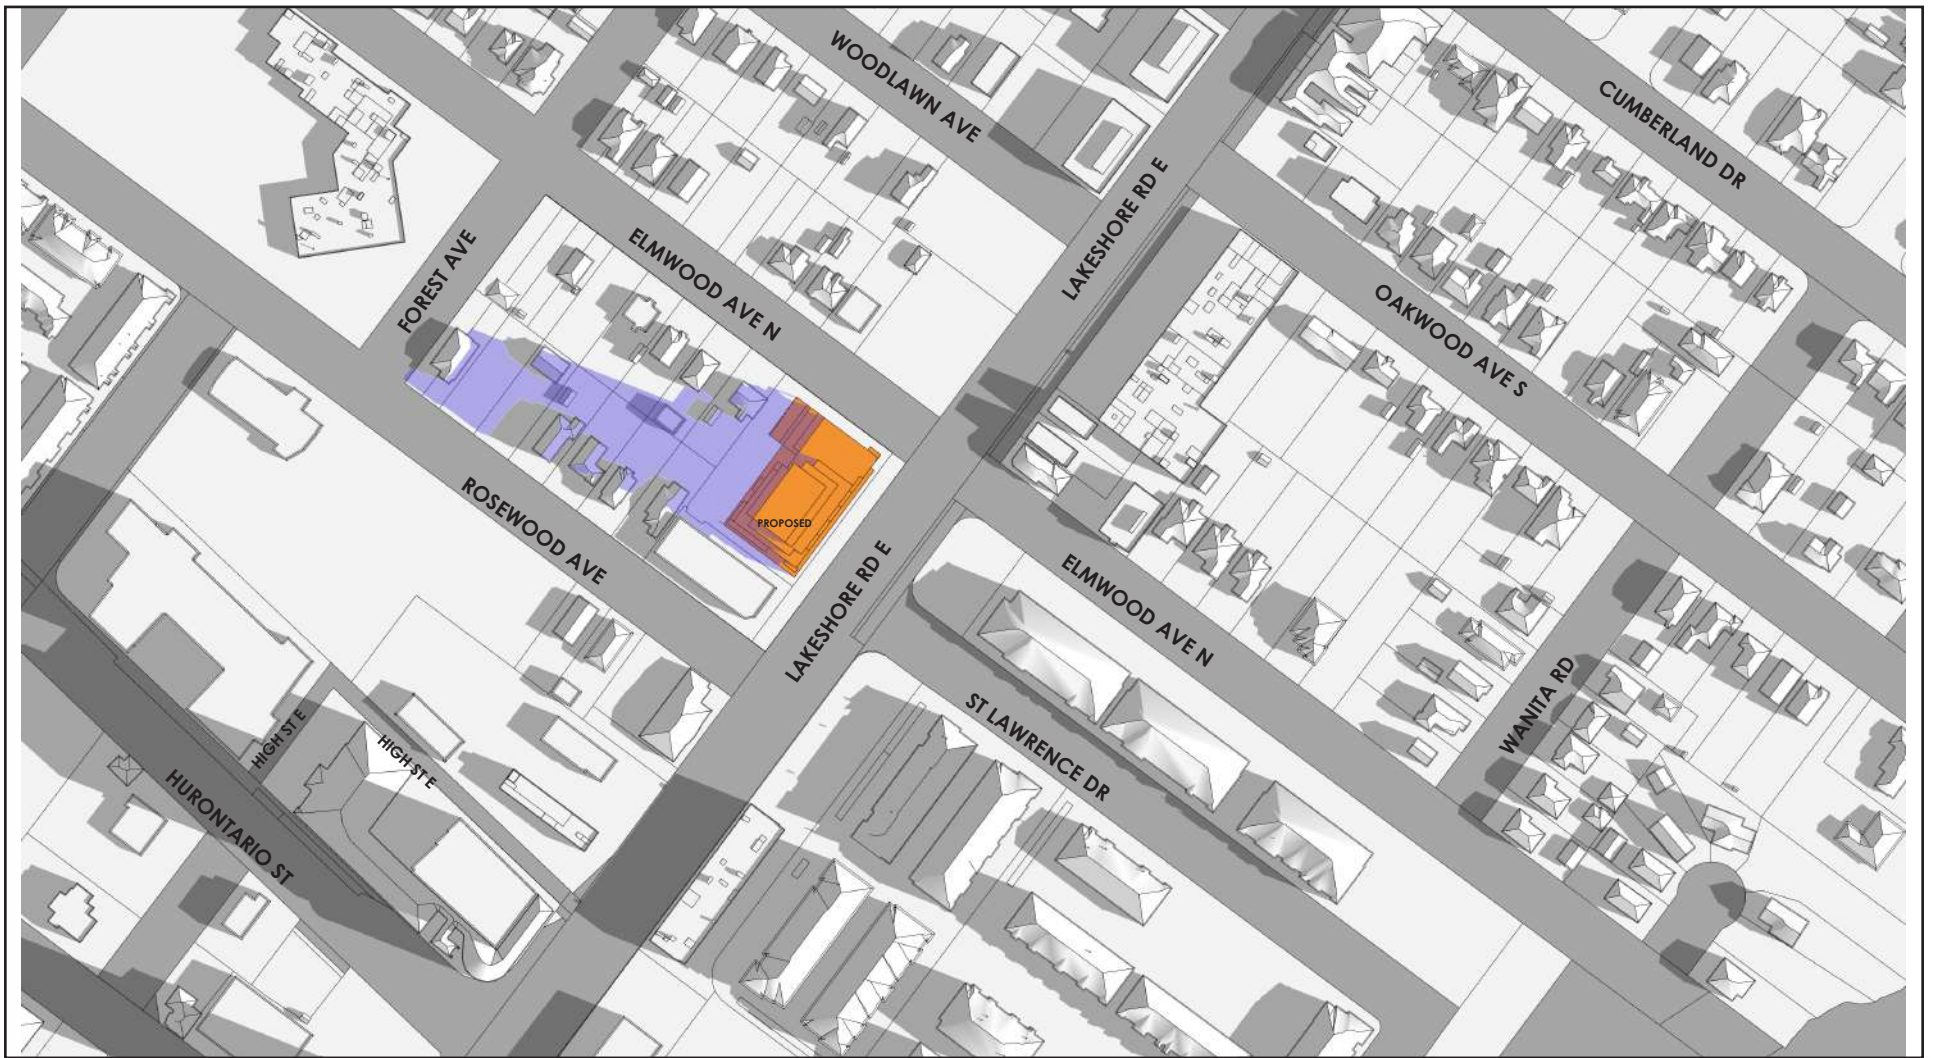 WOODLAWN AVE
CUMBERLAND DR
LAKESHORE RD E
FOREST AVE
ELMWOOD AVE N
OAKWOOD AVE S
PROPOSED
ROSEWOOD AVE
LAKESHORE RD E
ELMWOOD AVE N
WANITA RD
ST LAWRENCE DR
HIGH ST E
HIGH ST E
HURONTARIO ST